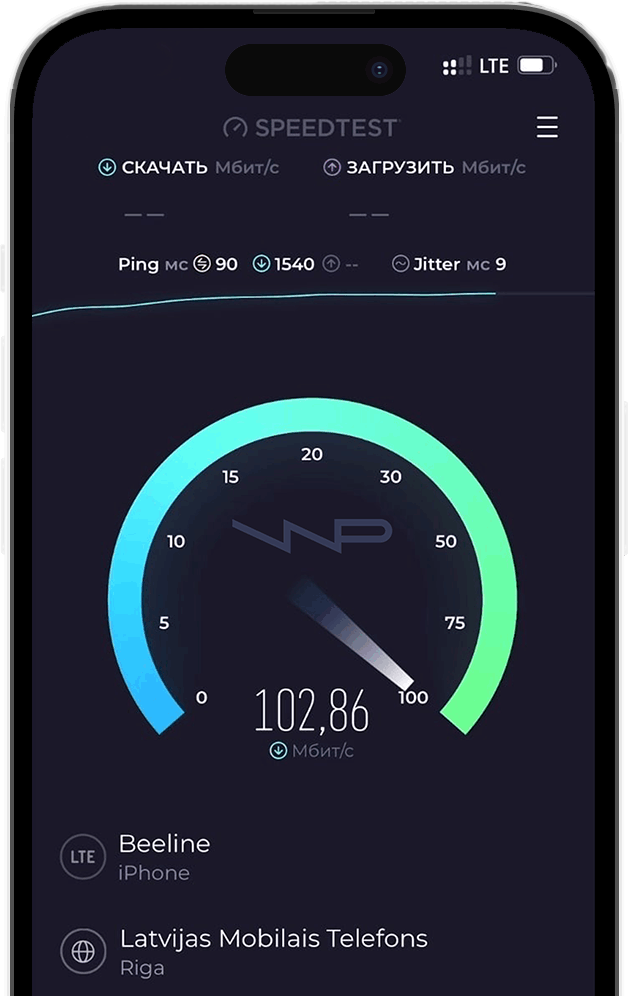 LTE
SPEEDTEST
СКАЧАТЬ Мбит/с ЗАГРУЗИТЬ Мбит/с
— — — —
Ping мс 90 1540 -- Jitter мс 9
20
15 30
10 50
5 75
0 100
VNP
102,86
Мбит/с
LTE Beeline
iPhone
Latvijas Mobilais Telefons
Riga